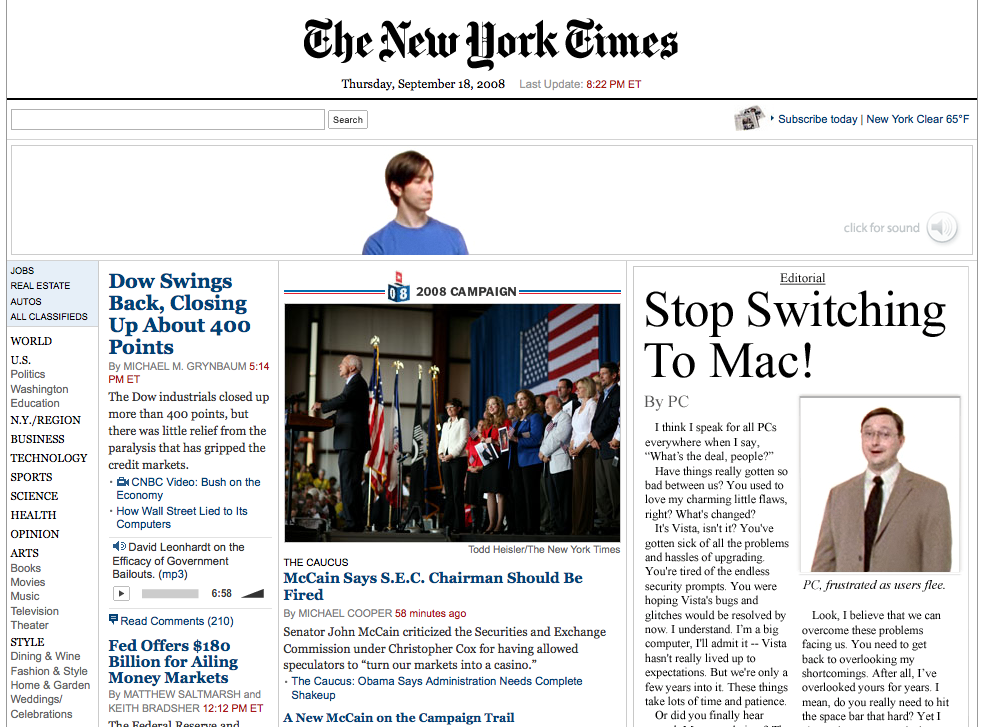 The New York Times
Thursday, September 18, 2008 Last Update: 8:22 PM ET
Search
Subscribe today | New York Clear 65°F
click for sound
JOBS
REAL ESTATE
AUTOS
ALL CLASSIFIEDS
WORLD
U.S.
Politics
Washington
Education
N.Y./REGION
BUSINESS
TECHNOLOGY
SPORTS
SCIENCE
HEALTH
OPINION
ARTS
Books
Movies
Music
Television
Theater
STYLE
Dining & Wine
Fashion & Style
Home & Garden
Weddings/
Celebrations
Dow Swings
Back, Closing
Up About 400
Points
By MICHAEL M. GRYNBAUM 5:14
PM ET
The Dow industrials closed up
more than 400 points, but
there was little relief from the
paralysis that has gripped the
credit markets.
CNBC Video: Bush on the
Economy
How Wall Street Lied to Its
Computers
David Leonhardt on the
Efficacy of Government
Bailouts. (mp3)
6:58
Read Comments (210)
Fed Offers $180
Billion for Ailing
Money Markets
By MATTHEW SALTMARSH and
KEITH BRADSHER 12:12 PM ET
The Federal Reserve and
08 2008 CAMPAIGN
Todd Heisler/The New York Times
THE CAUCUS
McCain Says S.E.C. Chairman Should Be
Fired
By MICHAEL COOPER 58 minutes ago
Senator John McCain criticized the Securities and Exchange
Commission under Christopher Cox for having allowed
speculators to “turn our markets into a casino.”
The Caucus: Obama Says Administration Needs Complete
Shakeup
A New McCain on the Campaign Trail
Editorial
Stop Switching
To Mac!
By PC
I think I speak for all PCs
everywhere when I say,
“What's the deal, people?”
Have things really gotten so
bad between us? You used to
love my charming little flaws,
right? What's changed?
It's Vista, isn't it? You've
gotten sick of all the problems
and hassles of upgrading.
You're tired of the endless
security prompts. You were
hoping Vista's bugs and
glitches would be resolved by
now. I understand. I'm a big
computer, I'll admit it -- Vista
hasn't really lived up to
expectations. But we're only a
few years into it. These things
take lots of time and patience.
Or did you finally hear
PC, frustrated as users flee.
Look, I believe that we can
overcome these problems
facing us. You need to get
back to overlooking my
shortcomings. After all, I've
overlooked yours for years. I
mean, do you really need to hit
the space bar that hard? Yet I